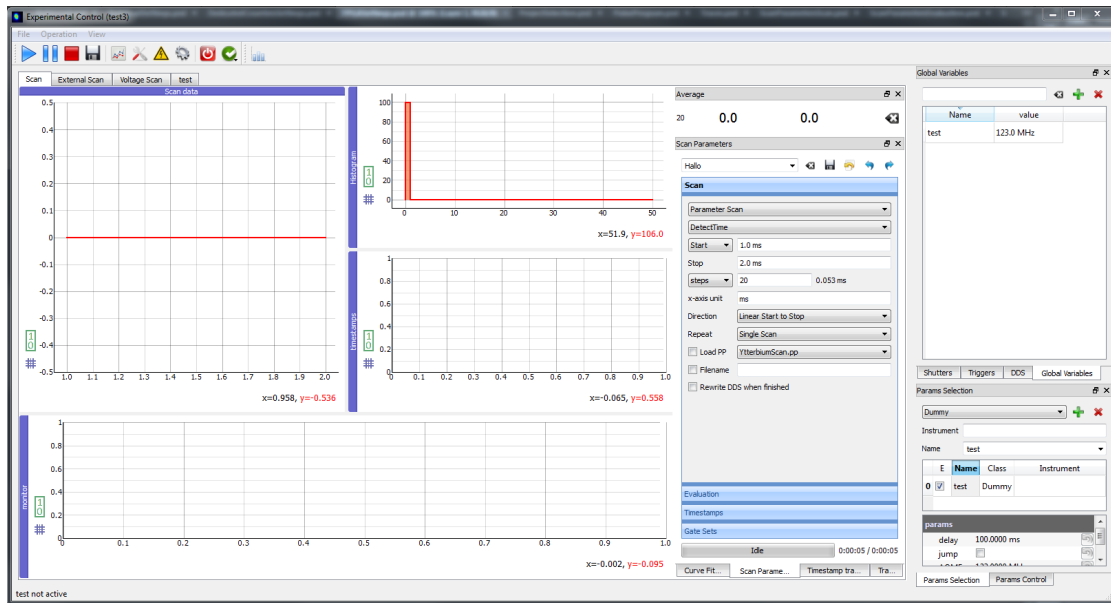 Experimental Control (test3)
File Operation View
Scan External Scan Voltage Scan test
Scan data
0.5
0.4
0.3
0.2
0.1
0
-0.1
-0.2
-0.3
-0.4
-0.5
1.0 1.1 1.2 1.3 1.4 1.5 1.6 1.7 1.8 1.9 2.0
x=0.958, y=-0.536
Histogram
100
80
60
40
20
0
0 10 20 30 40 50
x=51.9, y=106.0
timestamps
1
0.8
0.6
0.4
0.2
0
0 0.1 0.2 0.3 0.4 0.5 0.6 0.7 0.8 0.9 1.0
x=-0.065, y=0.558
monitor
1
0.8
0.6
0.4
0.2
0
0 0.1 0.2 0.3 0.4 0.5 0.6 0.7 0.8 0.9 1.0
x=-0.002, y=-0.095
Average
20 0.0 0.0
Scan Parameters
Hallo
Scan
Parameter Scan
DetectTime
Start 1.0 ms
Stop 2.0 ms
steps 20 0.053 ms
x-axis unit ms
Direction Linear Start to Stop
Repeat Single Scan
Load PP YtterbiumScan.pp
Filename
Rewrite DDS when finished
Evaluation
Timestamps
Gate Sets
Idle 0:00:05 / 0:00:05
Curve Fit... Scan Parame... Timestamp tra... Tra...
Global Variables
Name value
test 123.0 MHz
Shutters Triggers DDS Global Variables
Params Selection
Dummy
Instrument
Name test
E Name Class Instrument
0 test Dummy
params
delay 100.0000 ms
jump
Params Selection Params Control
test not active